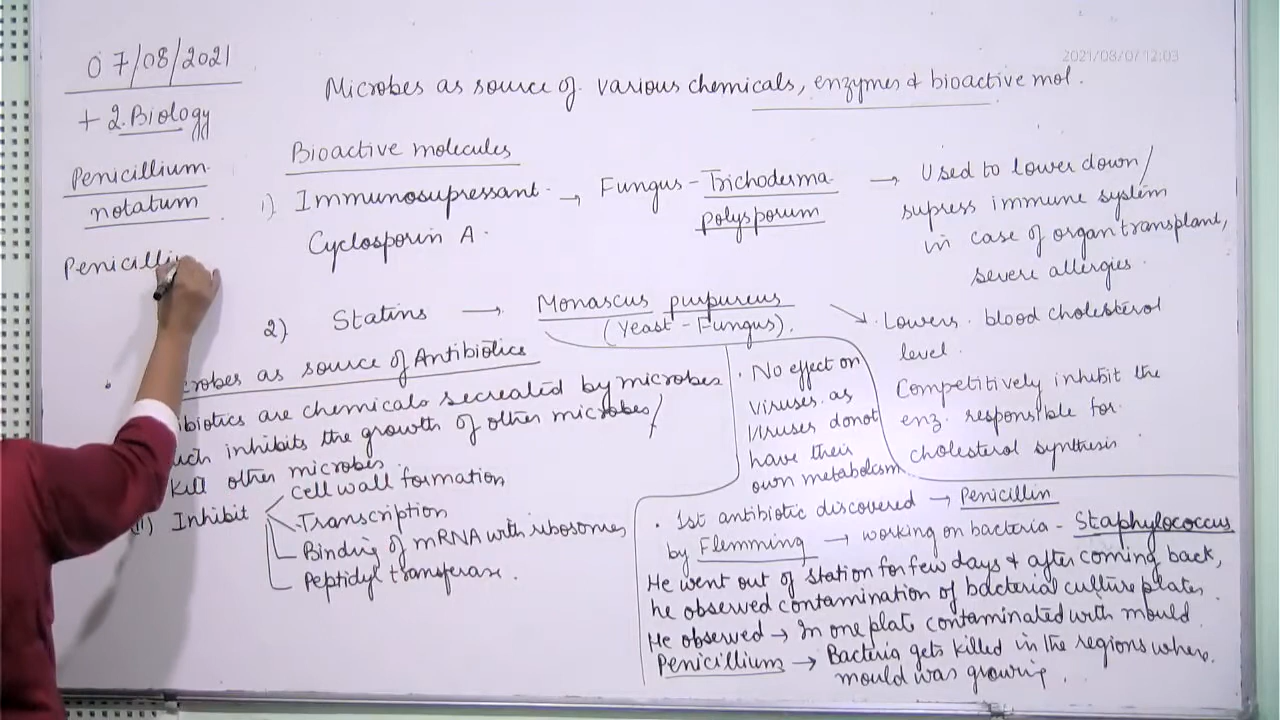 07/08/2021
+2 Biology
2021/08/07 12:03
Microbes as source of various chemicals, enzymes & bioactive mol.
Penicillium
notatum
Penicilli
Bioactive molecules
1) Immunosupressant → Fungus - Trichoderma
polysporum
Cyclosporin A.
→ Used to lower down/
supress immune system
in case of organ transplant,
severe allergies.
2) Statins → Monascus purpureus
(Yeast - Fungus).
Lowers blood cholesterol
level.
Competitively inhibit the
enz. responsible for
cholesterol synthesis
crobes as source of Antibiotics
ibiotics are chemicals secreated by microbes
uch inhibits the growth of other microbes/
kill other microbes
(ii) Inhibit
Cell wall formation
Transcription
Binding of mRNA with ribosomes,
Peptidyl transferase.
. No effect on
viruses as
viruses donot
have their
own metabolism
. 1st antibiotic discovered → Penicillin
by Flemming → working on bacteria - Staphylococcus
He went out of station for few days & after coming back,
he observed contamination of bacterial culture plates.
He observed → In one plate contaminated with mould
Penicillium → Bacteria gets killed in the regions where
mould was growing.